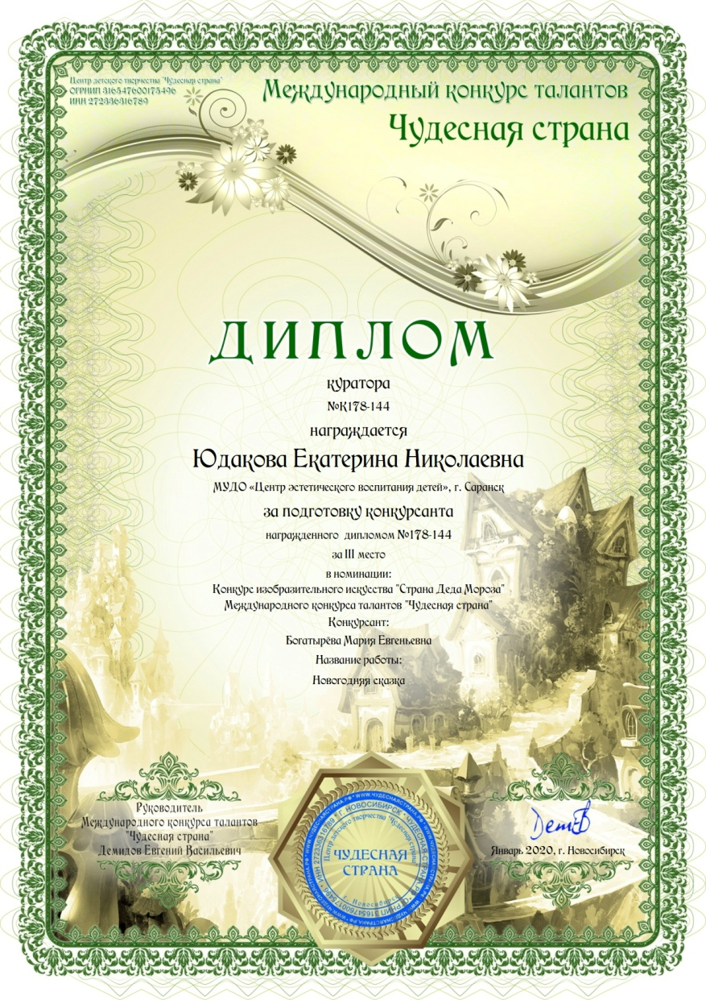 Центр детского творчества "Чудесная страна"
ОГРНИП 316547600175496
ИНН 272336316789
Международный конкурс талантов
Чудесная страна
ДИПЛОМ
куратора
№К178-144
награждается
Юдакова Екатерина Николаевна
МУДО «Центр эстетического воспитания детей», г. Саранск
за подготовку конкурсанта
награжденного дипломом №178-144
за III место
в номинации:
Конкурс изобразительного искусства "Страна Деда Мороза"
Международного конкурса талантов "Чудесная страна"
Конкурсант:
Богатырёва Мария Евгеньевна
Название работы:
Новогодняя сказка
Руководитель
Международного конкурса талантов
"Чудесная страна"
Демидов Евгений Васильевич
ЧУДЕСНАЯ
СТРАНА
Январь 2020, г. Новосибирск